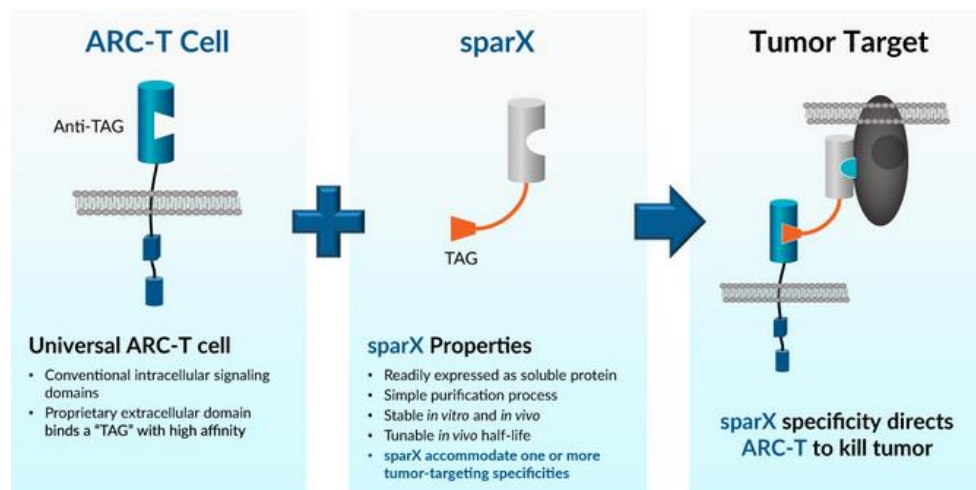 ARC-T Cell
Anti-TAG
Universal ARC-T cell
• Conventional intracellular signaling
domains
• Proprietary extracellular domain
binds a "TAG" with high affinity
sparX
TAG
sparX Properties
• Readily expressed as soluble protein
• Simple purification process
• Stable in vitro and in vivo
• Tunable in vivo half-life
• sparX accommodate one or more
tumor-targeting specificities
Tumor Target
sparX specificity directs
ARC-T to kill tumor